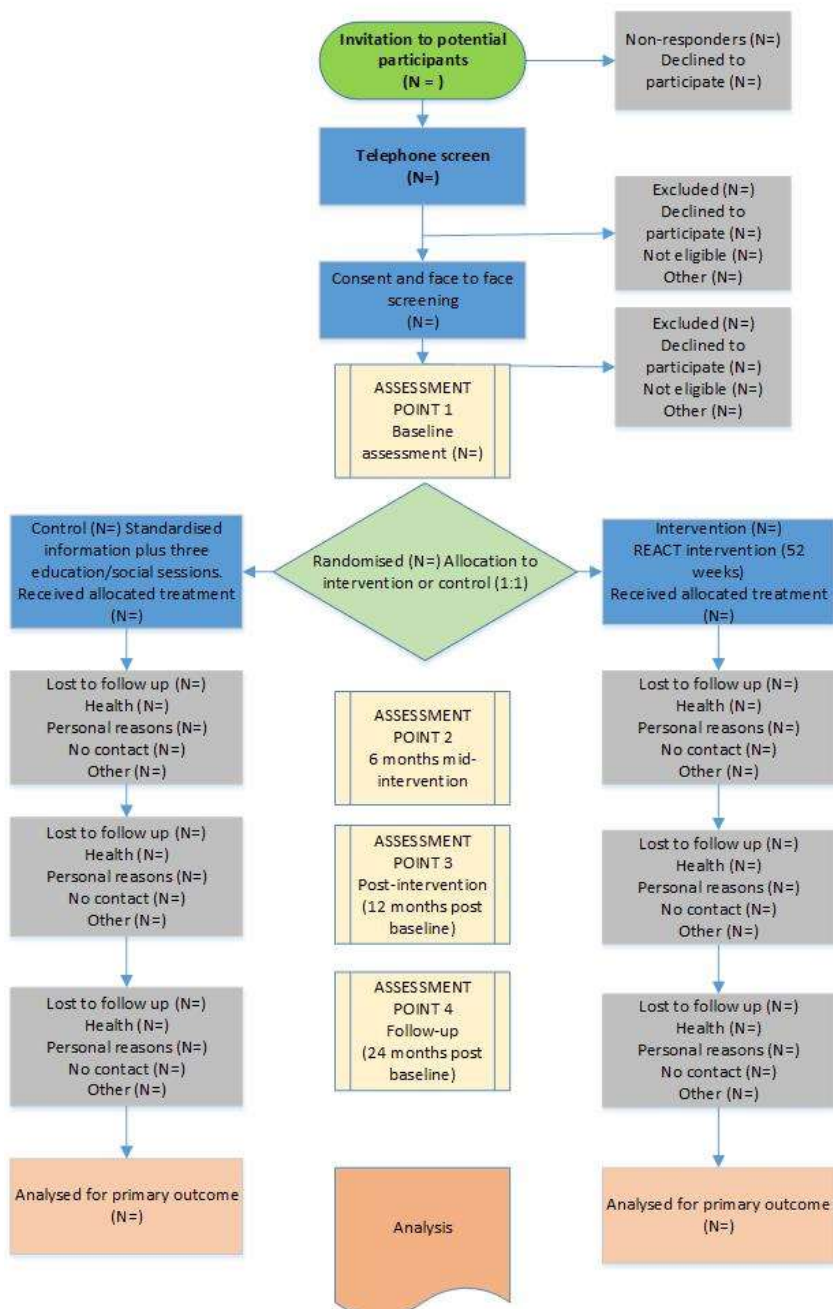 Invitation to potential
participants
(N = )
Non-responders (N=)
Declined to
participate (N=)
Telephone screen
(N=)
Excluded (N=)
Declined to
participate (N=)
Not eligible (N=)
Other (N=)
Consent and face to face
screening
(N=)
Excluded (N=)
Declined to
participate (N=)
Not eligible (N=)
Other (N=)
ASSESSMENT
POINT 1
Baseline
assessment (N=)
Control (N=) Standardised
information plus three
education/social sessions.
Received allocated treatment
(N=)
Randomised (N=) Allocation to
intervention or control (1:1)
Intervention (N=)
REACT intervention (52
weeks)
Received allocated treatment
(N=)
Lost to follow up (N=)
Health (N=)
Personal reasons (N=)
No contact (N=)
Other (N=)
ASSESSMENT
POINT 2
6 months mid-
intervention
Lost to follow up (N=)
Health (N=)
Personal reasons (N=)
No contact (N=)
Other (N=)
Lost to follow up (N=)
Health (N=)
Personal reasons (N=)
No contact (N=)
Other (N=)
ASSESSMENT
POINT 3
Post-intervention
(12 months post
baseline)
Lost to follow up (N=)
Health (N=)
Personal reasons (N=)
No contact (N=)
Other (N=)
Lost to follow up (N=)
Health (N=)
Personal reasons (N=)
No contact (N=)
Other (N=)
ASSESSMENT
POINT 4
Follow-up
(24 months post
baseline)
Lost to follow up (N=)
Health (N=)
Personal reasons (N=)
No contact (N=)
Other (N=)
Analysed for primary outcome
(N=)
Analysis
Analysed for primary outcome
(N=)